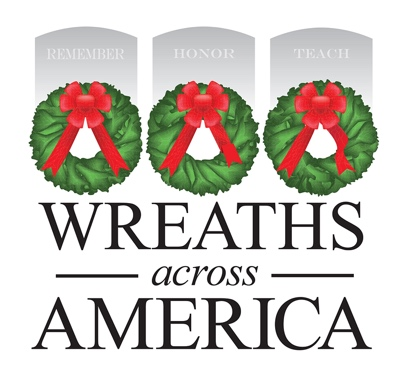 REMEMBER HONOR TEACH
WREATHS
across
AMERICA